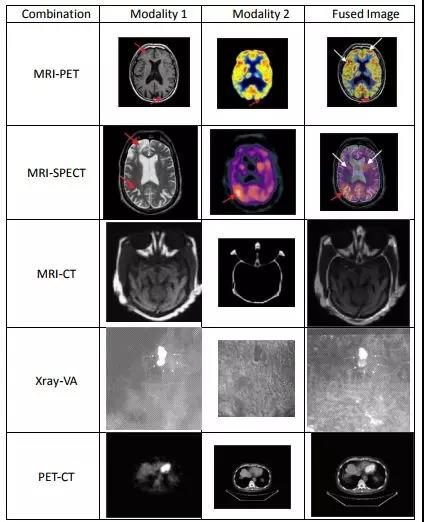 Combination Modality 1 Modality 2 Fused Image
MRI-PET
MRI-SPECT
MRI-CT
Xray-VA
PET-CT